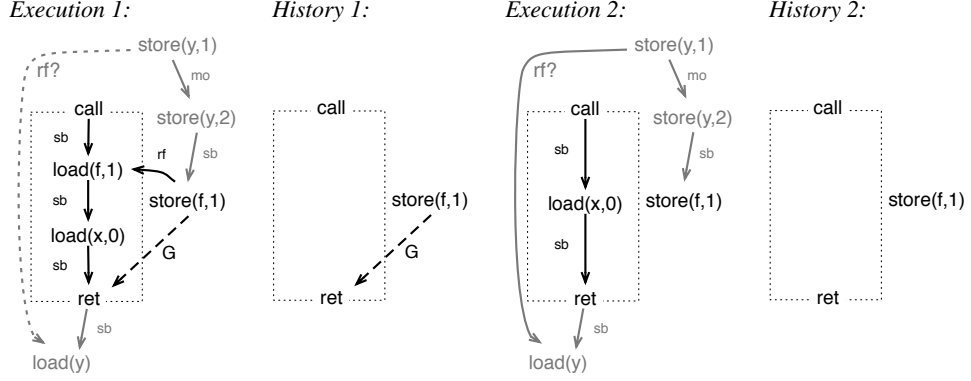 Execution 1: History 1: Execution 2: History 2:
store(y,1) store(y,1)
rf? rf?
mo mo
call call call call
store(y,2) store(y,2)
sb sb sb
rf sb
load(f,1)
sb store(f,1) store(f,1) load(x,0) store(f,1) store(f,1)
load(x,0)
sb G G sb
ret ret ret ret
sb sb
load(y) load(y)